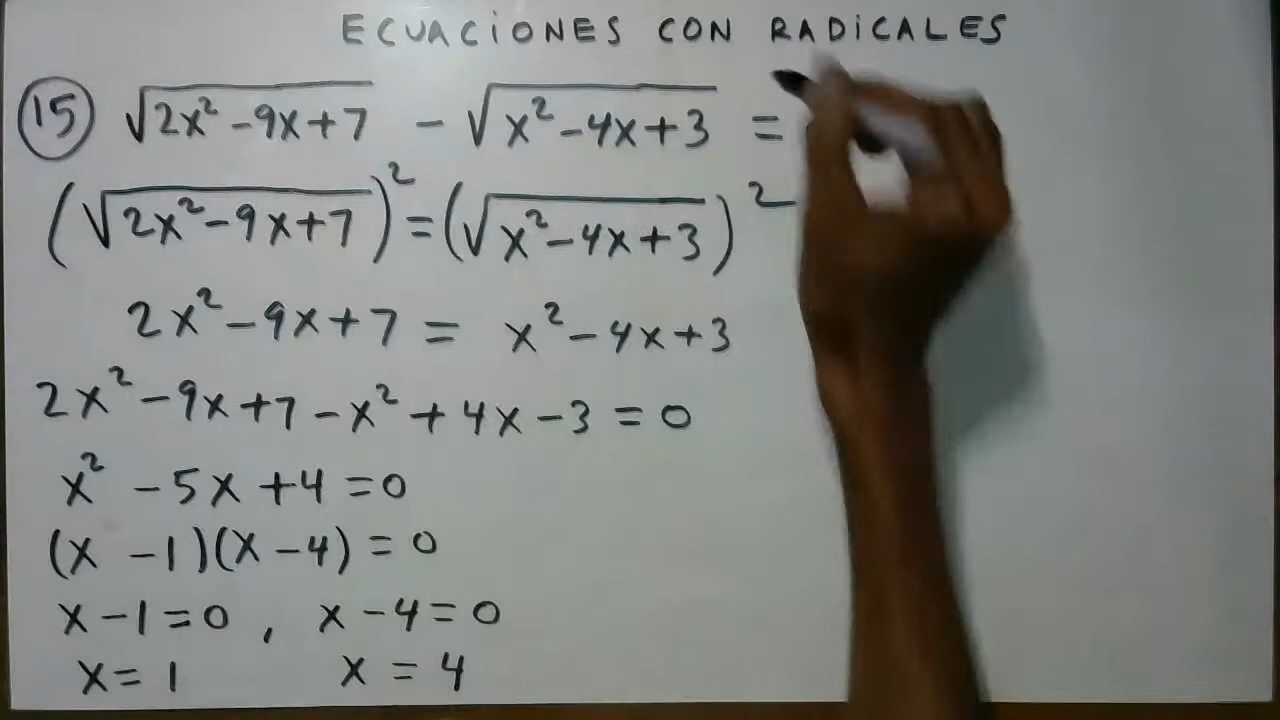 ECUACIONES CON RADICALES
15 √2x² - 9x + 7 - √x² - 4x + 3 =
(√2x² - 9x + 7)² = (√x² - 4x + 3)²
2x² - 9x + 7 = x² - 4x + 3
2x² - 9x + 7 - x² + 4x - 3 = 0
x² - 5x + 4 = 0
(x - 1)(x - 4) = 0
x - 1 = 0 , x - 4 = 0
x = 1 x = 4